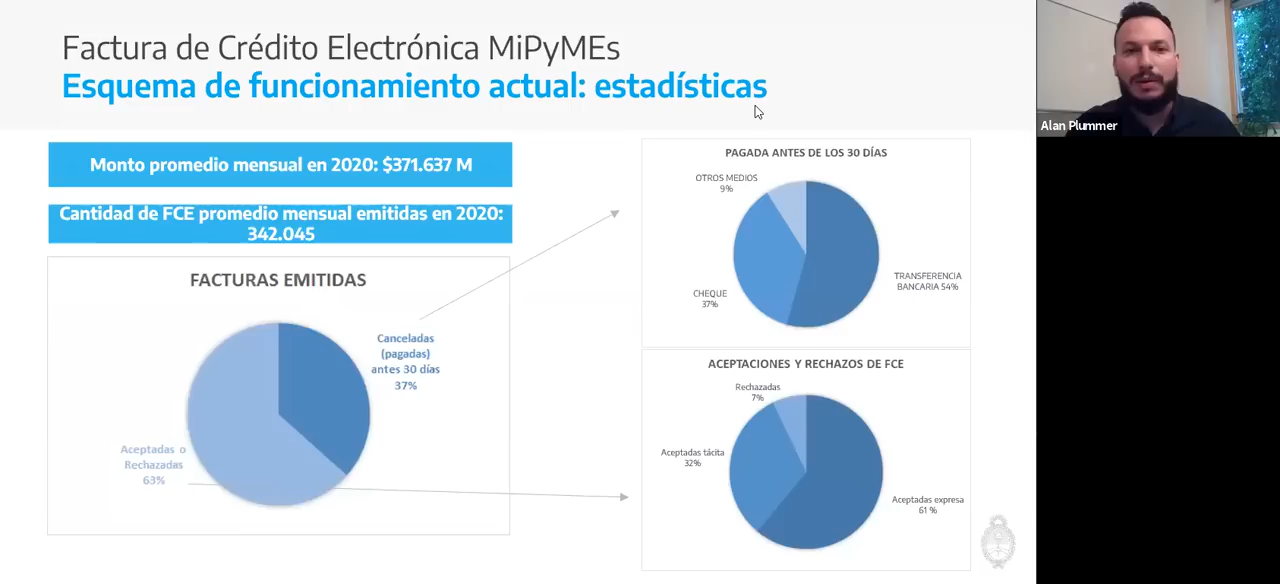 Factura de Crédito Electrónica MiPyMEs
Esquema de funcionamiento actual: estadísticas
Monto promedio mensual en 2020: $371.637 M
Cantidad de FCE promedio mensual emitidas en 2020:
342.045
FACTURAS EMITIDAS
Canceladas
(pagadas)
antes 30 días
37%
Aceptadas o
Rechazadas
63%
PAGADA ANTES DE LOS 30 DÍAS
OTROS MEDIOS
9%
TRANSFERENCIA
BANCARIA 54%
CHEQUE
37%
ACEPTACIONES Y RECHAZOS DE FCE
Rechazadas
7%
Aceptadas tácita
32%
Aceptadas expresa
61 %
Alan Plummer